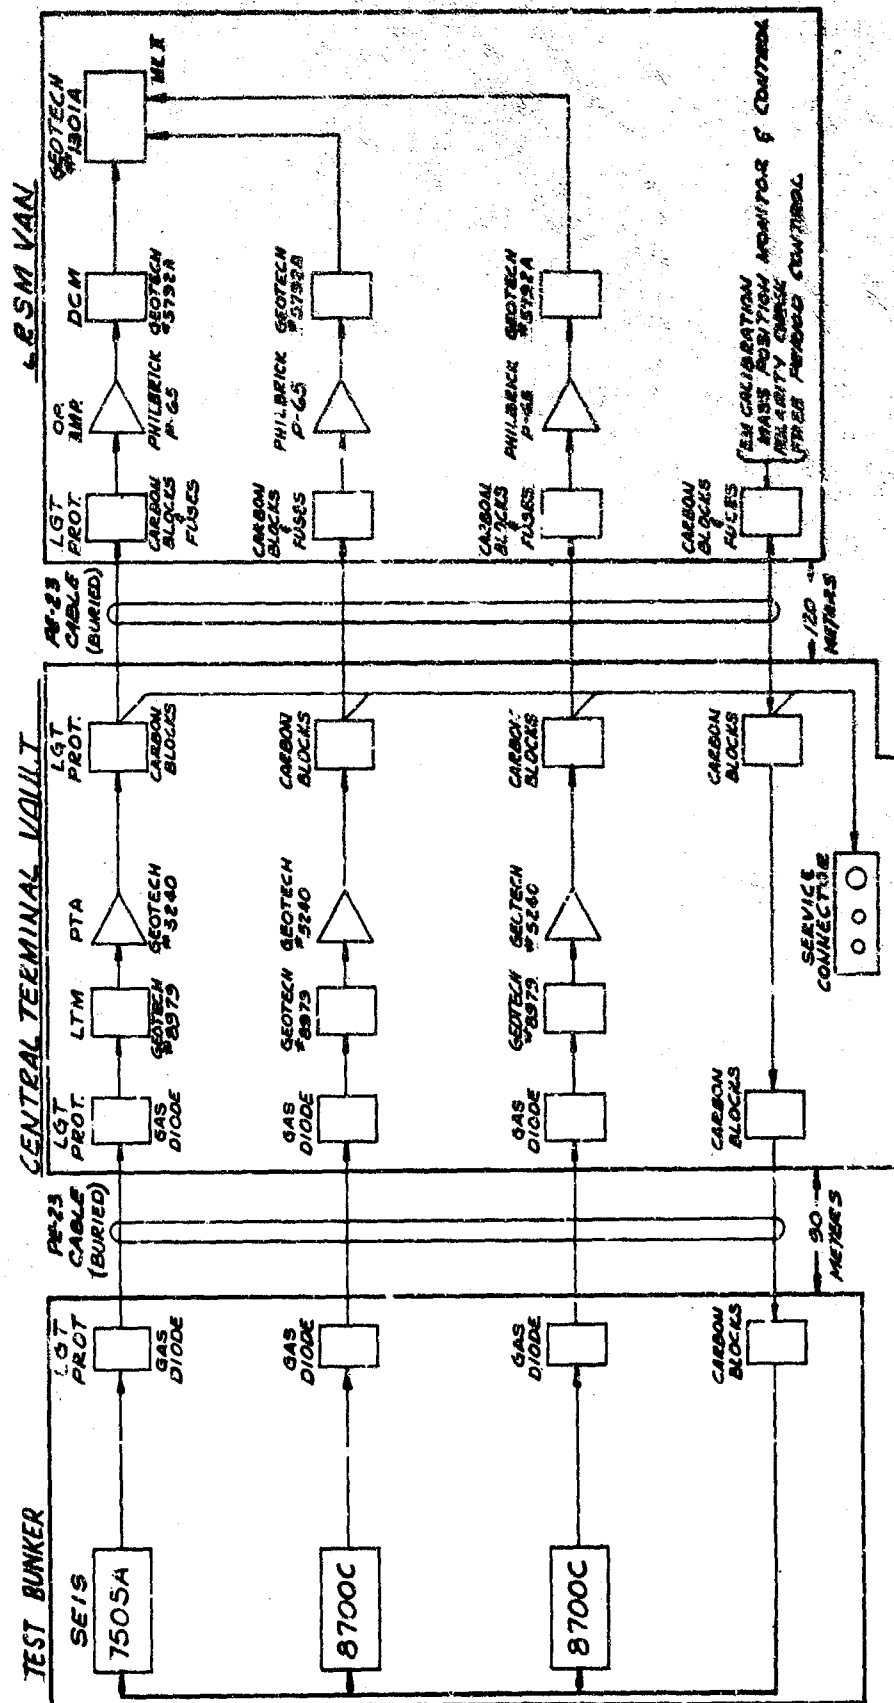 TEST BUNKER
SEIS
7505A
8700C
8700C
LGT
PROT
GAS
DIODE
GAS
DIODE
GAS
DIODE
CARBON
BLOCKS
PE-23
CABLE
(BURIED)
90
METERS
CENTRAL TERMINAL VAULT
LGT
PROT.
LTM
PTA
LGT
PROT.
GAS
DIODE
GEOTECH
#8979
GEOTECH
#5240
CARBON
BLOCKS
GAS
DIODE
GEOTECH
#8979
GEOTECH
#5240
CARBON
BLOCKS
GAS
DIODE
GEOTECH
#8979
GEOTECH
#5240
CARBON
BLOCKS
CARBON
BLOCKS
CARBON
BLOCKS
SERVICE
CONNECTOR
PE-23
CABLE
(BURIED)
120
METERS
LRSM VAN
LGT
PROT.
OP.
AMP.
DCM
GEOTECH
#1301A
CARBON
BLOCKS
&
FUSES
PHILBRICK
P-65
GEOTECH
#5792A
CARBON
BLOCKS
&
FUSES
PHILBRICK
P-65
GEOTECH
#5792A
CARBON
BLOCKS
&
FUSES
PHILBRICK
P-65
GEOTECH
#5792A
CARBON
BLOCKS
&
FUSES
EM CALIBRATION
MASS POSITION MONITOR & CONTROL
POLARITY CHECK
FREE PERIOD CONTROL